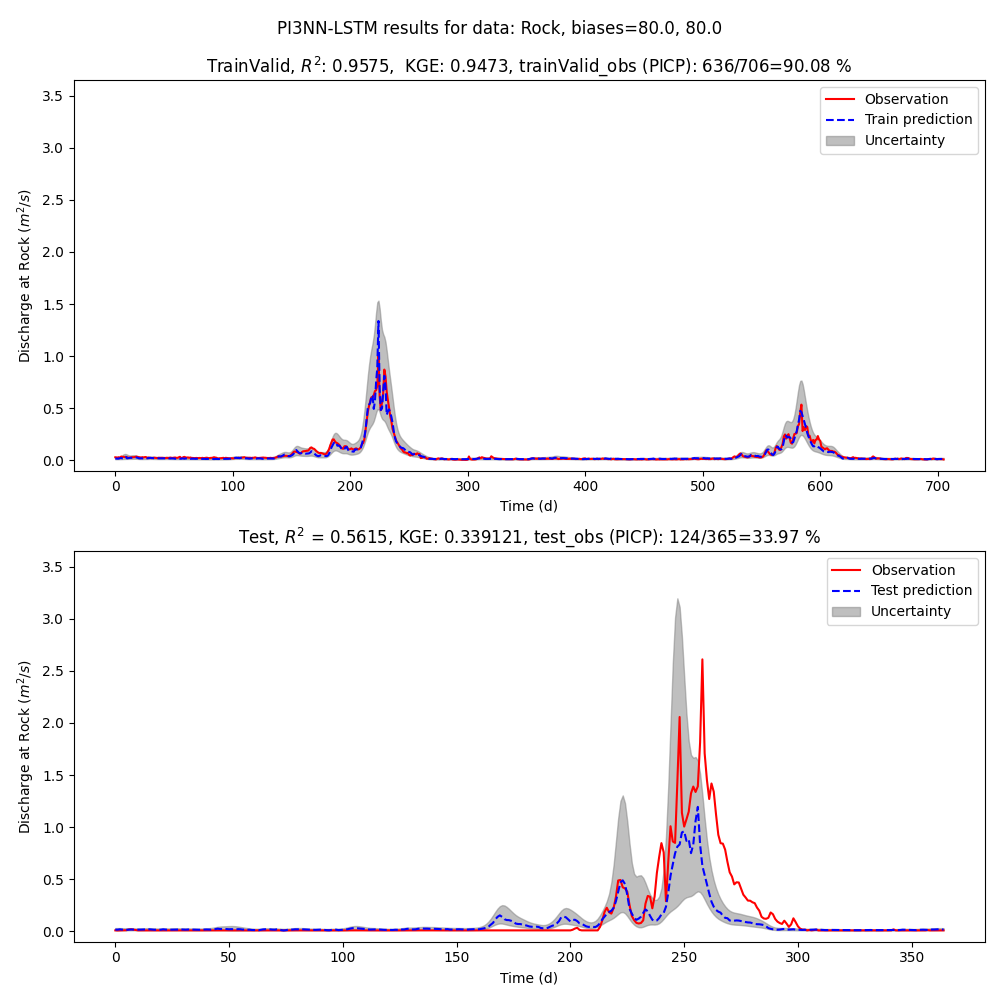 PI3NN-LSTM results for data: Rock, biases=80.0, 80.0
TrainValid, R²: 0.9575, KGE: 0.9473, trainValid_obs (PICP): 636/706=90.08 %
3.5
3.0
2.5
2.0
1.5
1.0
0.5
0.0
Discharge at Rock (m²/s)
Observation
Train prediction
Uncertainty
0 100 200 300 400 500 600 700
Time (d)
Test, R² = 0.5615, KGE: 0.339121, test_obs (PICP): 124/365=33.97 %
3.5
3.0
2.5
2.0
1.5
1.0
0.5
0.0
Discharge at Rock (m²/s)
Observation
Test prediction
Uncertainty
0 50 100 150 200 250 300 350
Time (d)